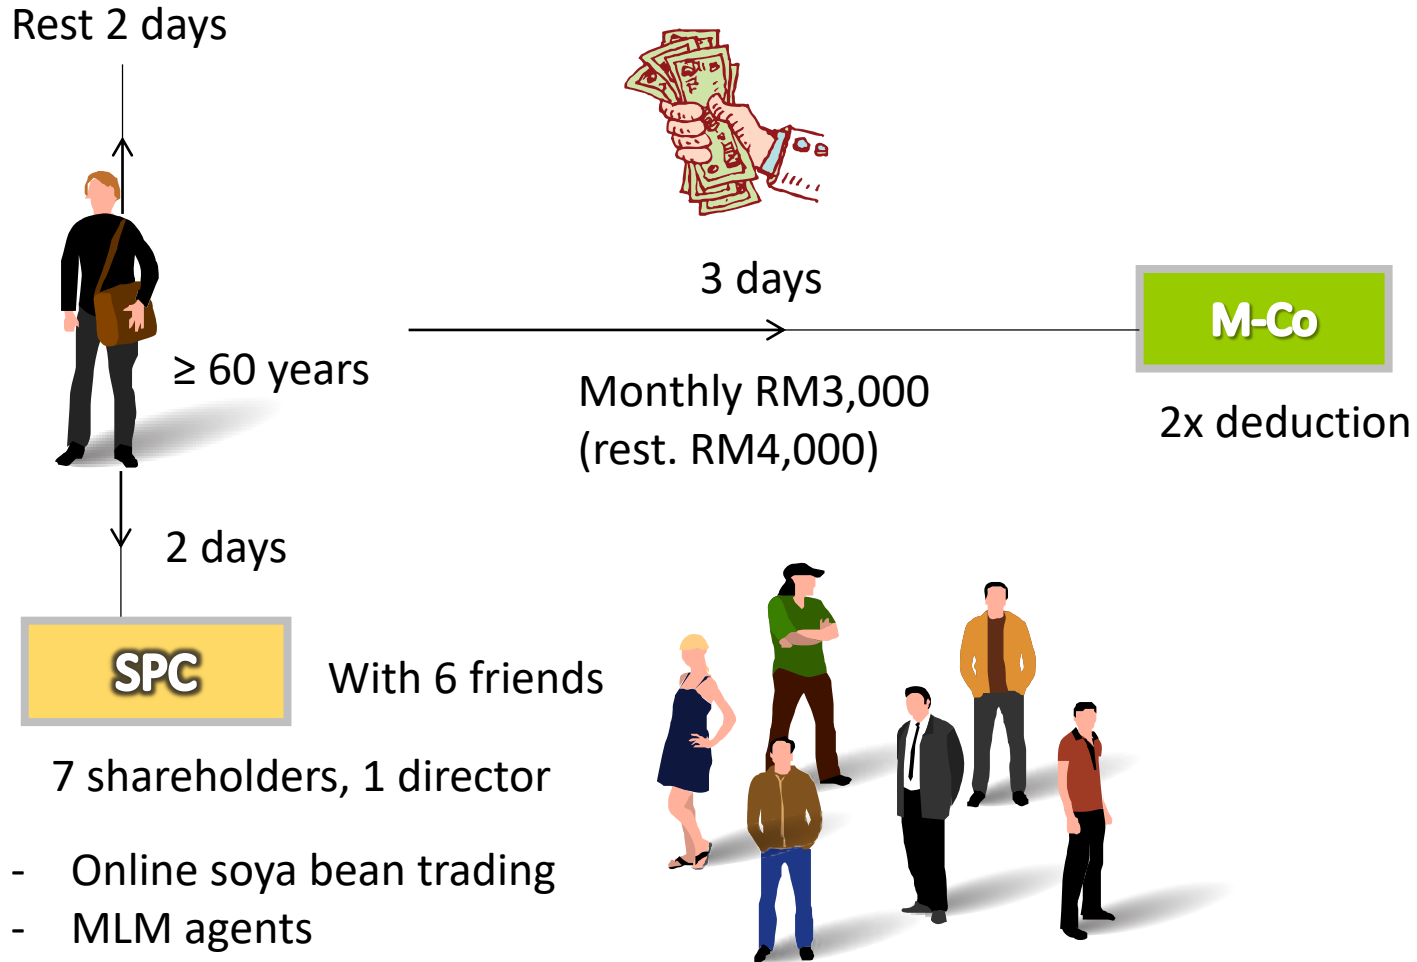 Rest 2 days
3 days
M-Co
≥ 60 years
Monthly RM3,000
(rest. RM4,000)
2x deduction
2 days
SPC
With 6 friends
7 shareholders, 1 director
- Online soya bean trading
- MLM agents